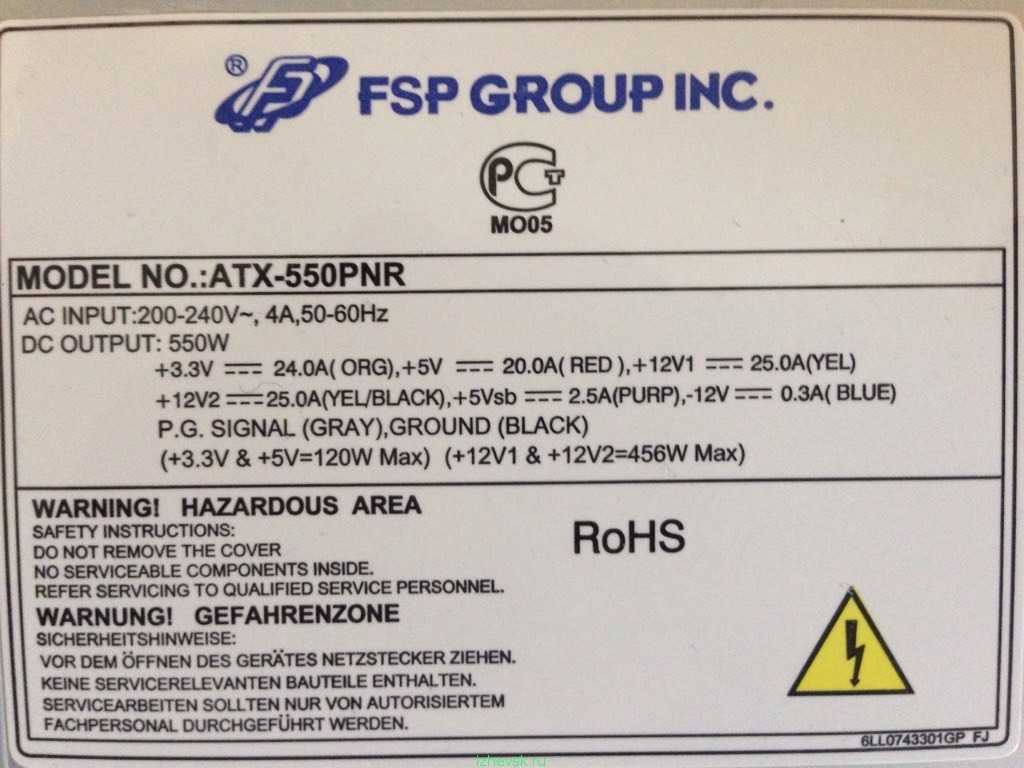 ® FSP GROUP INC.
PCT
MO05
MODEL NO.:ATX-550PNR
AC INPUT:200-240V~, 4A,50-60Hz
DC OUTPUT: 550W
+3.3V ⎓ 24.0A( ORG),+5V ⎓ 20.0A( RED ),+12V1 ⎓ 25.0A(YEL)
+12V2 ⎓ 25.0A(YEL/BLACK),+5Vsb ⎓ 2.5A(PURP),-12V ⎓ 0.3A( BLUE)
P.G. SIGNAL (GRAY),GROUND (BLACK)
(+3.3V & +5V=120W Max) (+12V1 & +12V2=456W Max)
WARNING! HAZARDOUS AREA
SAFETY INSTRUCTIONS:
DO NOT REMOVE THE COVER
NO SERVICEABLE COMPONENTS INSIDE.
REFER SERVICING TO QUALIFIED SERVICE PERSONNEL.
RoHS
WARNUNG! GEFAHRENZONE
SICHERHEITSHINWEISE:
VOR DEM ÖFFNEN DES GERÄTES NETZSTECKER ZIEHEN.
KEINE SERVICERELEVANTEN BAUTEILE ENTHALTEN.
SERVICEARBEITEN SOLLTEN NUR VON AUTORISIERTEM
FACHPERSONAL DURCHGEFÜHRT WERDEN.
6LL0743301GP FJ
Izhevsk.ru